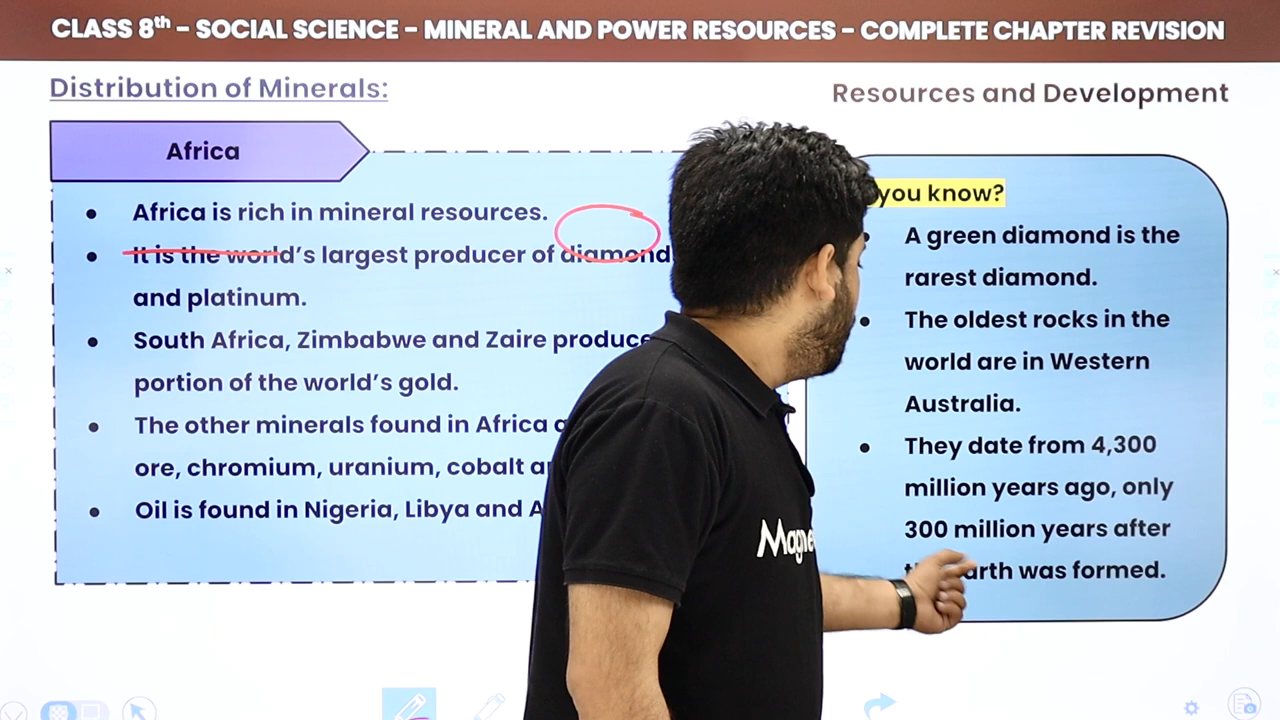 CLASS 8th - SOCIAL SCIENCE - MINERAL AND POWER RESOURCES - COMPLETE CHAPTER REVISION
Distribution of Minerals:
Africa
• Africa is rich in mineral resources.
• It is the world's largest producer of diamond
and platinum.
• South Africa, Zimbabwe and Zaire produce
portion of the world's gold.
• The other minerals found in Africa
ore, chromium, uranium, cobalt
• Oil is found in Nigeria, Libya and
Resources and Development
you know?
• A green diamond is the
rarest diamond.
• The oldest rocks in the
world are in Western
Australia.
• They date from 4,300
million years ago, only
300 million years after
was formed.